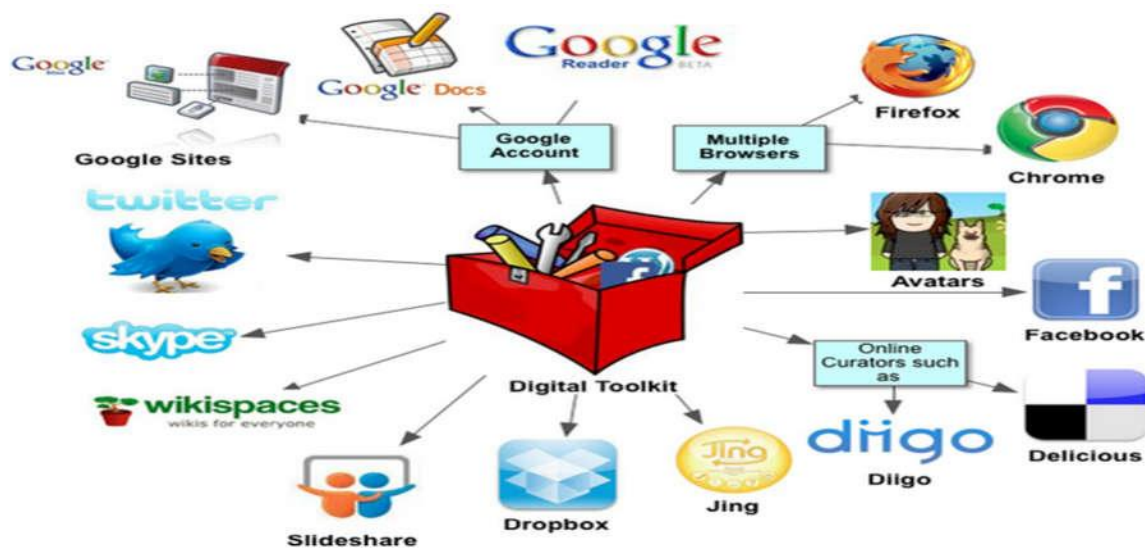 Google
Google Docs
Google
Reader BETA
Firefox
Google Sites
Google
Account
Multiple
Browsers
Chrome
twitter
Avatars
skype
Facebook
Online
Curators such
as
Digital Toolkit
wikispaces
wikis for everyone
Jing
diigo
Diigo
Delicious
Slideshare
Dropbox
Jing
f
f